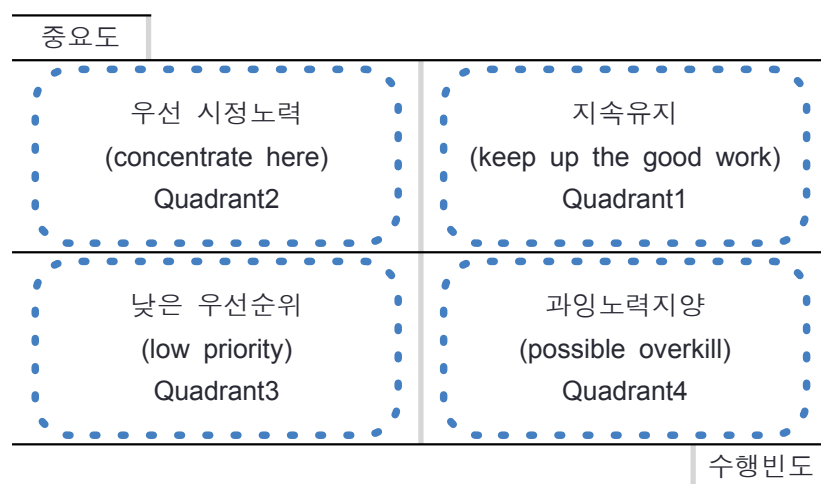 중요도
우선 시정노력
(concentrate here)
Quadrant2
지속유지
(keep up the good work)
Quadrant1
낮은 우선순위
(low priority)
Quadrant3
과잉노력지양
(possible overkill)
Quadrant4
수행빈도